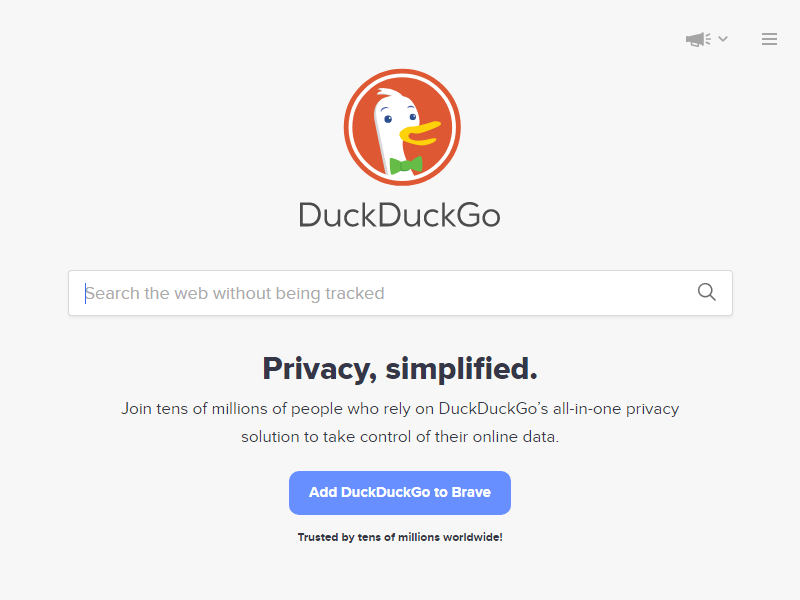 DuckDuckGo
Search the web without being tracked
Privacy, simplified.
Join tens of millions of people who rely on DuckDuckGo’s all-in-one privacy
solution to take control of their online data.
Add DuckDuckGo to Brave
Trusted by tens of millions worldwide!